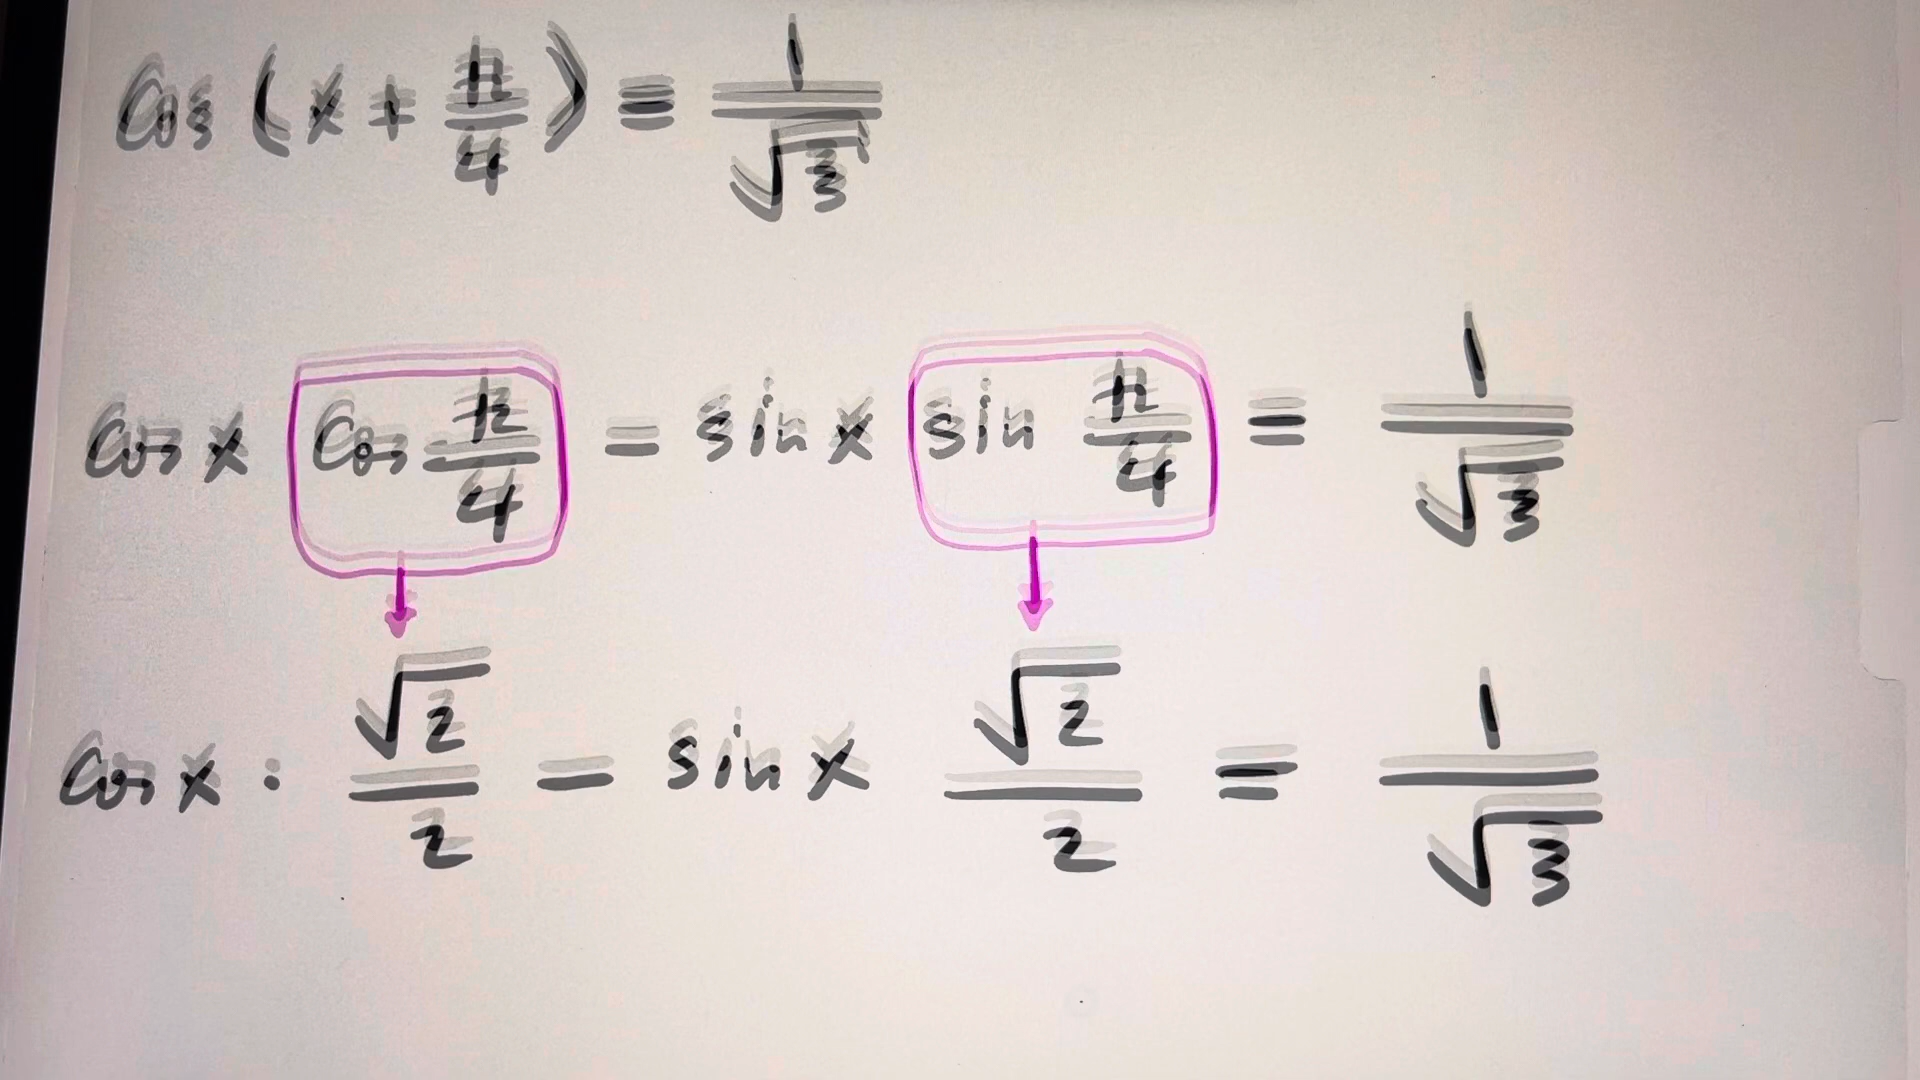 cos (x + π/4) = 1/√3
cos x cos π/4 - sin x sin π/4 = 1/√3
cos x · √2/2 - sin x √2/2 = 1/√3